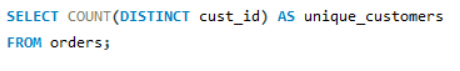 SELECT COUNT(DISTINCT cust_id) AS unique_customers
FROM orders;